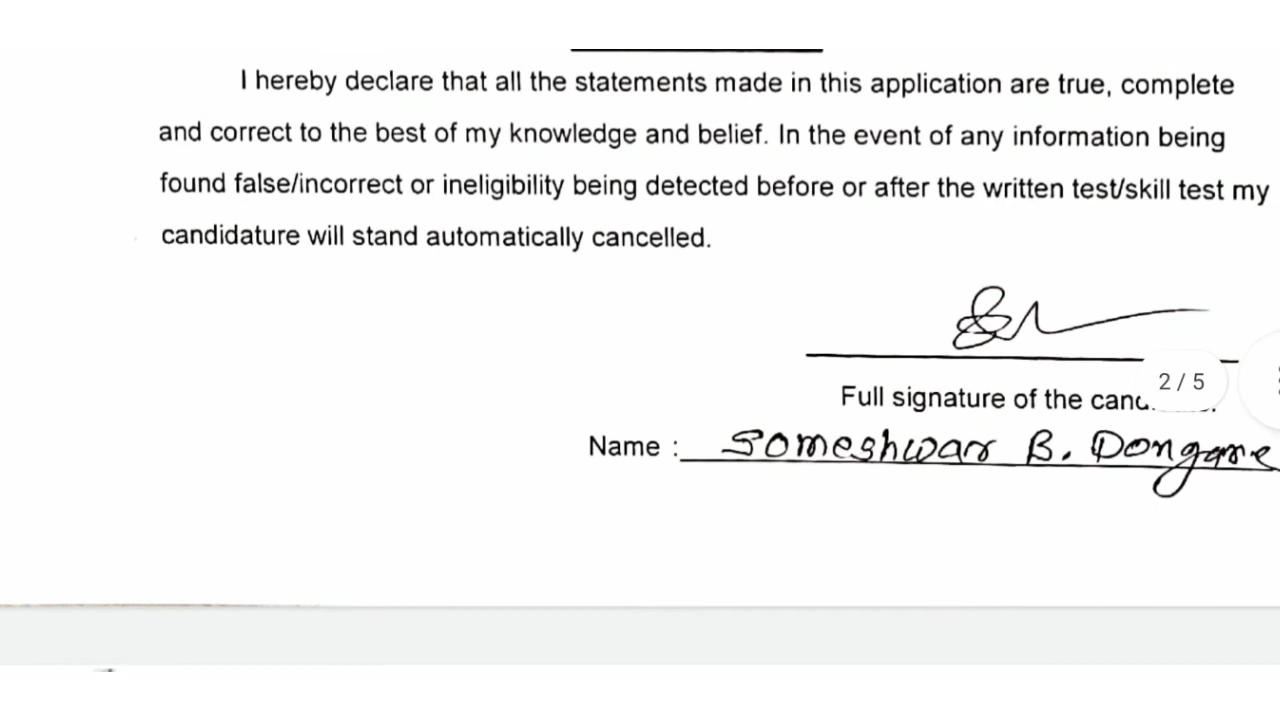 I hereby declare that all the statements made in this application are true, complete
and correct to the best of my knowledge and belief. In the event of any information being
found false/incorrect or ineligibility being detected before or after the written test/skill test my
candidature will stand automatically cancelled.
2 / 5
Full signature of the
Name : Someshwar B. Dongare